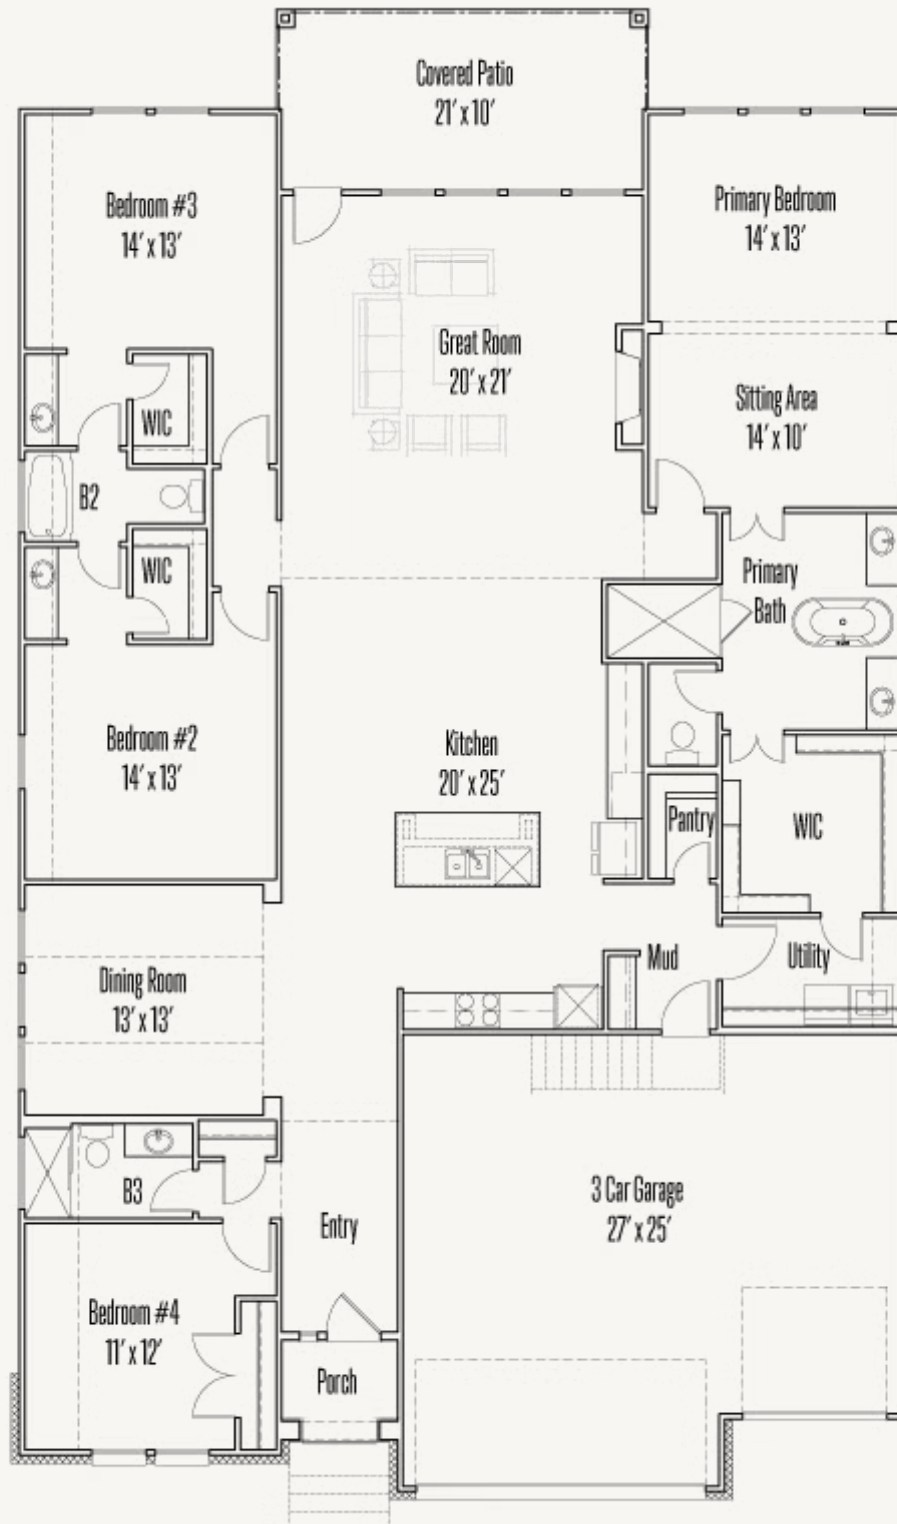 Covered Patio
21' x 10'
Bedroom #3
14' x 13'
Primary Bedroom
14' x 13'
Great Room
20' x 21'
Sitting Area
14' x 10'
WIC
B2
WIC
Primary
Bath
Bedroom #2
14' x 13'
Kitchen
20' x 25'
Pantry
WIC
Dining Room
13' x 13'
Mud
Utility
B3
Entry
3 Car Garage
27' x 25'
Bedroom #4
11' x 12'
Porch